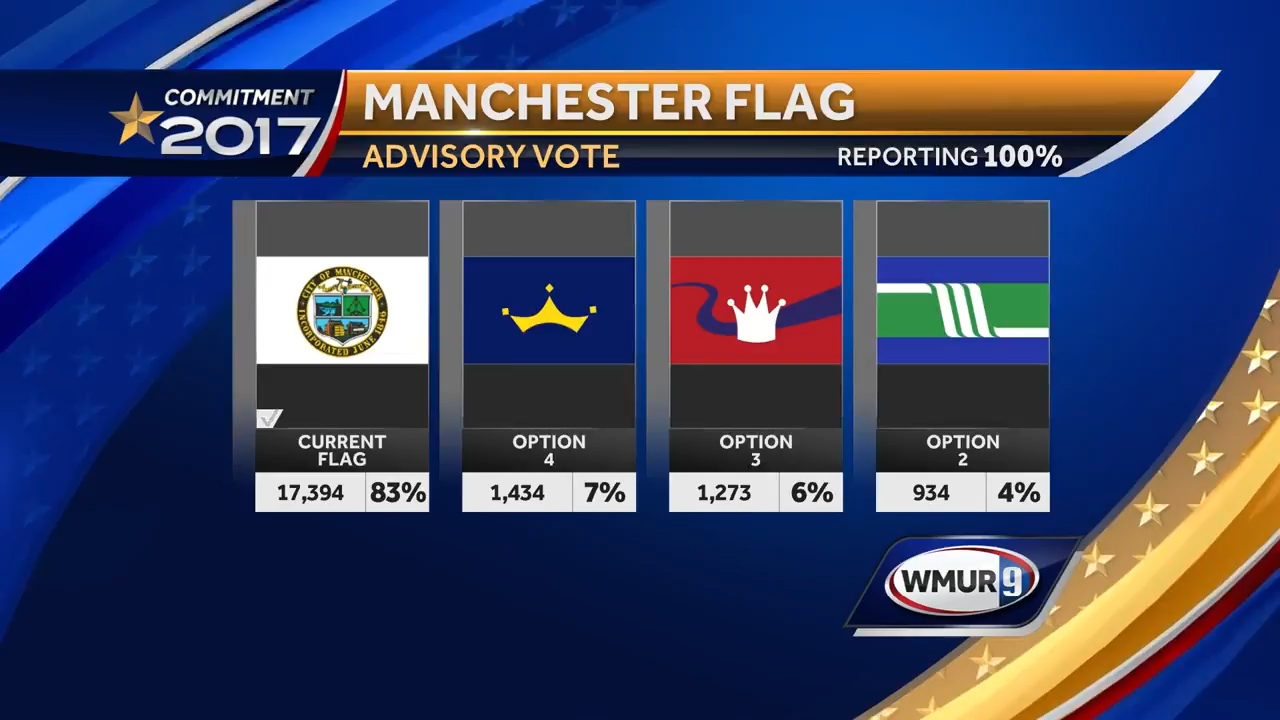 COMMITMENT
2017
MANCHESTER FLAG
ADVISORY VOTE
REPORTING 100%
CITY OF MANCHESTER
INCORPORATED JUNE 1846
CURRENT
FLAG
17,394 83%
OPTION
4
1,434 7%
OPTION
3
1,273 6%
OPTION
2
934 4%
WMUR 9